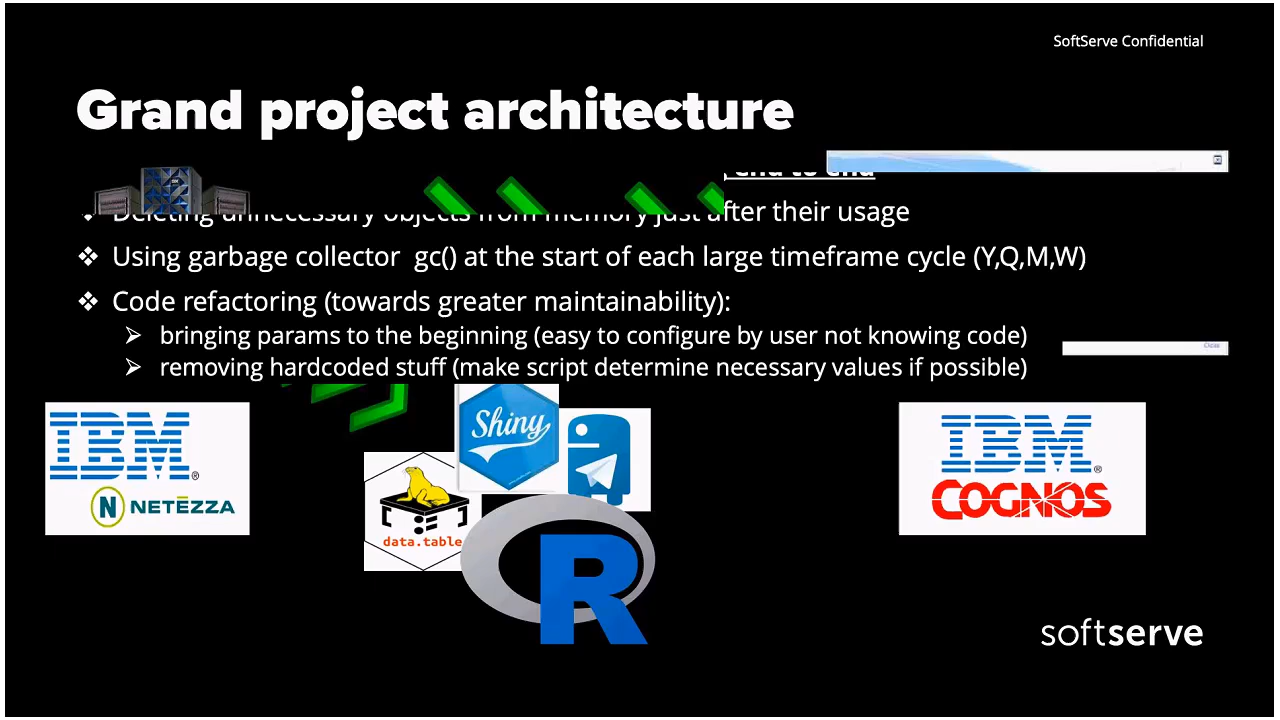 SoftServe Confidential
Grand project architecture
end to end
❖ Deleting unnecessary objects from memory just after their usage
❖ Using garbage collector gc() at the start of each large timeframe cycle (Y,Q,M,W)
❖ Code refactoring (towards greater maintainability):
➢ bringing params to the beginning (easy to configure by user not knowing code)
Close
➢ removing hardcoded stuff (make script determine necessary values if possible)
IBM®
NETEZZA
Shiny
data.table
R
IBM®
COGNOS
softserve